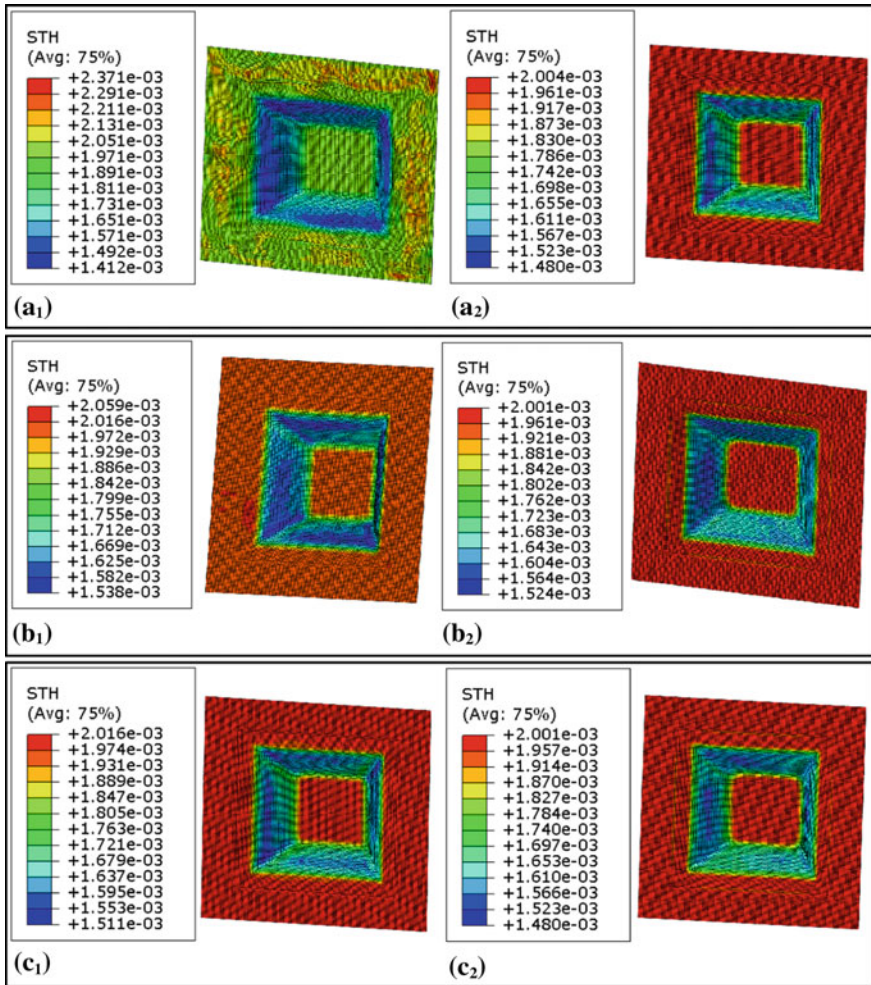 STH
(Avg: 75%)
+2.371e-03
+2.291e-03
+2.211e-03
+2.131e-03
+2.051e-03
+1.971e-03
+1.891e-03
+1.811e-03
+1.731e-03
+1.651e-03
+1.571e-03
+1.492e-03
+1.412e-03
(a₁)
STH
(Avg: 75%)
+2.004e-03
+1.961e-03
+1.917e-03
+1.873e-03
+1.830e-03
+1.786e-03
+1.742e-03
+1.698e-03
+1.655e-03
+1.611e-03
+1.567e-03
+1.523e-03
+1.480e-03
(a₂)
STH
(Avg: 75%)
+2.059e-03
+2.016e-03
+1.972e-03
+1.929e-03
+1.886e-03
+1.842e-03
+1.799e-03
+1.755e-03
+1.712e-03
+1.669e-03
+1.625e-03
+1.582e-03
+1.538e-03
(b₁)
STH
(Avg: 75%)
+2.001e-03
+1.961e-03
+1.921e-03
+1.881e-03
+1.842e-03
+1.802e-03
+1.762e-03
+1.723e-03
+1.683e-03
+1.643e-03
+1.604e-03
+1.564e-03
+1.524e-03
(b₂)
STH
(Avg: 75%)
+2.016e-03
+1.974e-03
+1.931e-03
+1.889e-03
+1.847e-03
+1.805e-03
+1.763e-03
+1.721e-03
+1.679e-03
+1.637e-03
+1.595e-03
+1.553e-03
+1.511e-03
(c₁)
STH
(Avg: 75%)
+2.001e-03
+1.957e-03
+1.914e-03
+1.870e-03
+1.827e-03
+1.784e-03
+1.740e-03
+1.697e-03
+1.653e-03
+1.610e-03
+1.566e-03
+1.523e-03
+1.480e-03
(c₂)